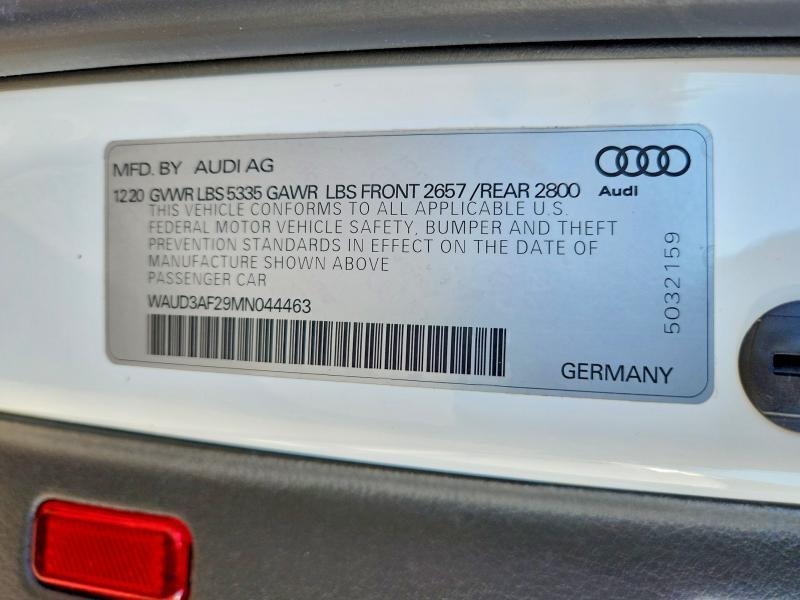 MFD. BY AUDI AG
12.20 GVWR LBS 5335 GAWR LBS FRONT 2657 / REAR 2800
Audi
THIS VEHICLE CONFORMS TO ALL APPLICABLE U.S.
FEDERAL MOTOR VEHICLE SAFETY, BUMPER AND THEFT
PREVENTION STANDARDS IN EFFECT ON THE DATE OF
MANUFACTURE SHOWN ABOVE
PASSENGER CAR
WAUD3AF29MN044463
5032159
GERMANY